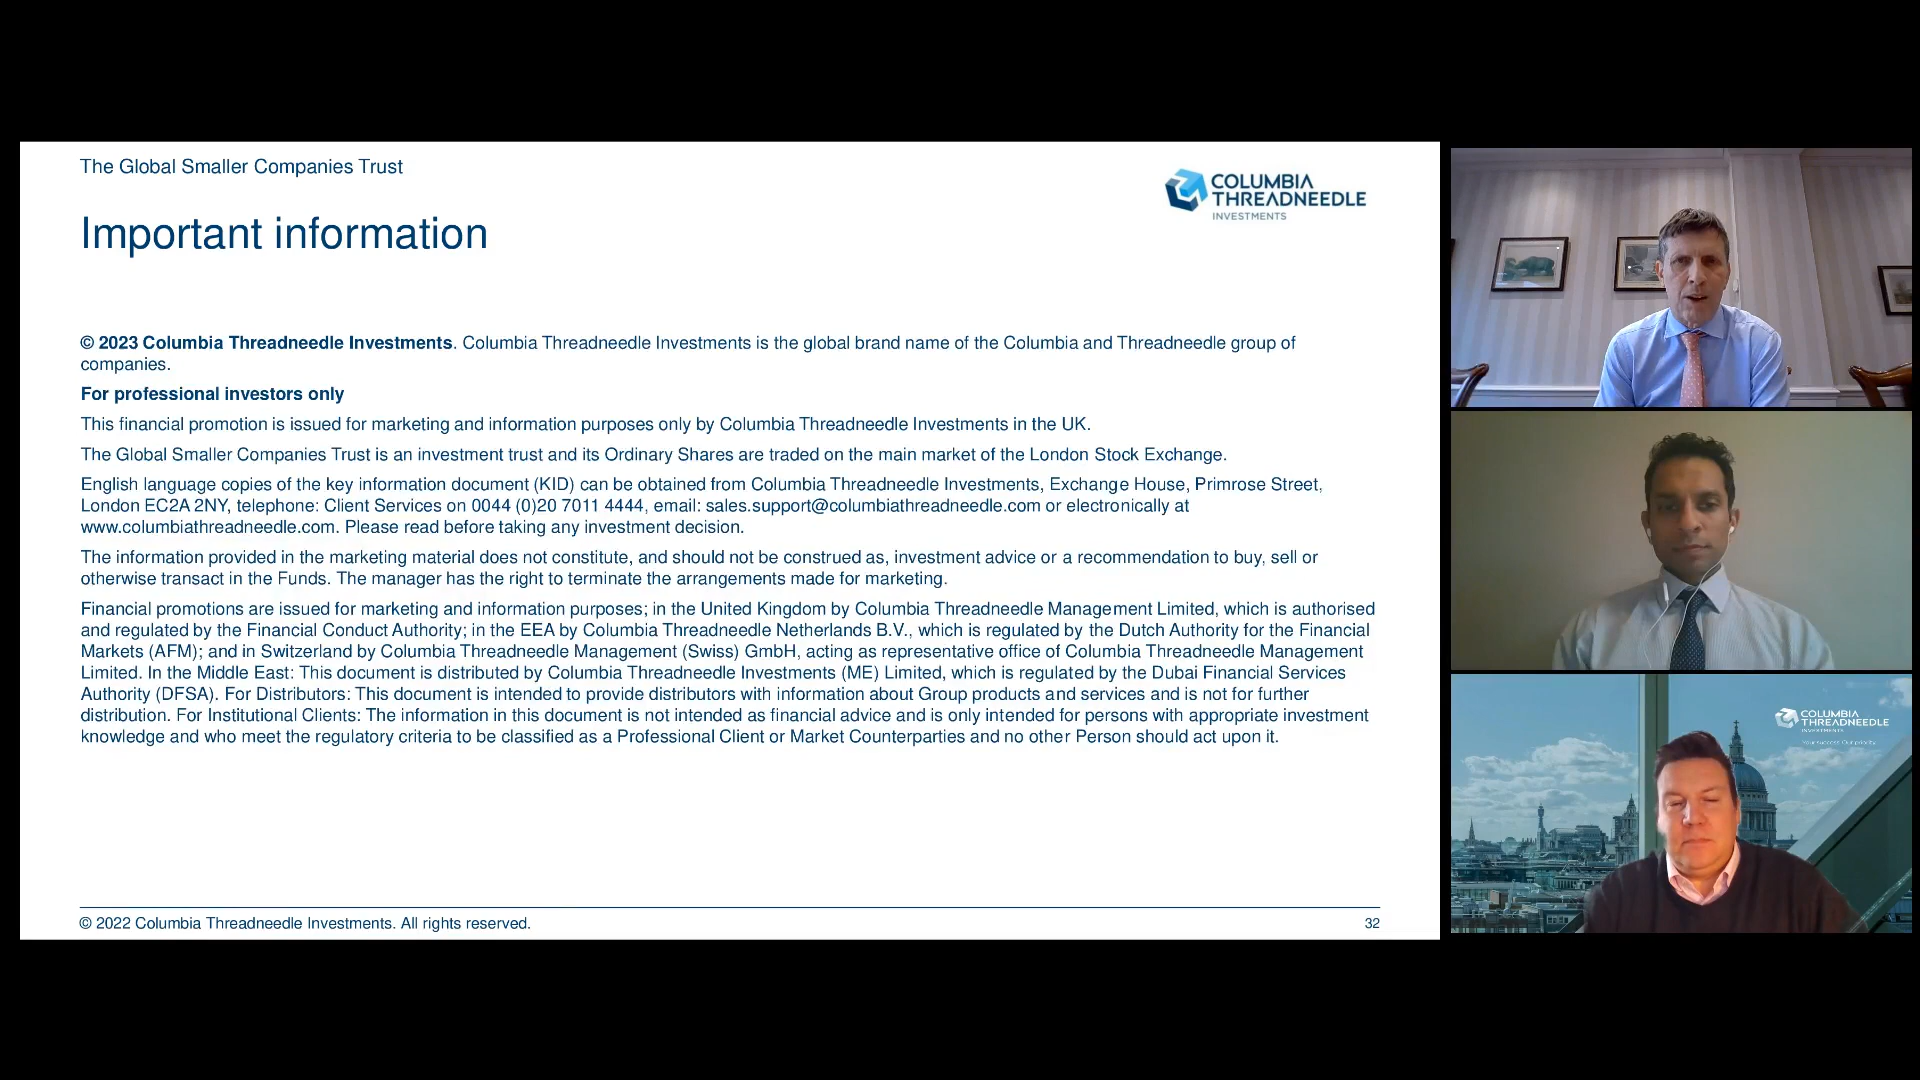 The Global Smaller Companies Trust
COLUMBIA
THREADNEEDLE
INVESTMENTS
Important information
© 2023 Columbia Threadneedle Investments. Columbia Threadneedle Investments is the global brand name of the Columbia and Threadneedle group of
companies.
For professional investors only
This financial promotion is issued for marketing and information purposes only by Columbia Threadneedle Investments in the UK.
The Global Smaller Companies Trust is an investment trust and its Ordinary Shares are traded on the main market of the London Stock Exchange.
English language copies of the key information document (KID) can be obtained from Columbia Threadneedle Investments, Exchange House, Primrose Street,
London EC2A 2NY, telephone: Client Services on 0044 (0)20 7011 4444, email: sales.support@columbiathreadneedle.com or electronically at
www.columbiathreadneedle.com. Please read before taking any investment decision.
The information provided in the marketing material does not constitute, and should not be construed as, investment advice or a recommendation to buy, sell or
otherwise transact in the Funds. The manager has the right to terminate the arrangements made for marketing.
Financial promotions are issued for marketing and information purposes; in the United Kingdom by Columbia Threadneedle Management Limited, which is authorised
and regulated by the Financial Conduct Authority; in the EEA by Columbia Threadneedle Netherlands B.V., which is regulated by the Dutch Authority for the Financial
Markets (AFM); and in Switzerland by Columbia Threadneedle Management (Swiss) GmbH, acting as representative office of Columbia Threadneedle Management
Limited. In the Middle East: This document is distributed by Columbia Threadneedle Investments (ME) Limited, which is regulated by the Dubai Financial Services
Authority (DFSA). For Distributors: This document is intended to provide distributors with information about Group products and services and is not for further
distribution. For Institutional Clients: The information in this document is not intended as financial advice and is only intended for persons with appropriate investment
knowledge and who meet the regulatory criteria to be classified as a Professional Client or Market Counterparties and no other Person should act upon it.
© 2022 Columbia Threadneedle Investments. All rights reserved.
32
COLUMBIA
THREADNEEDLE
INVESTMENTS
Your success. Our priority.